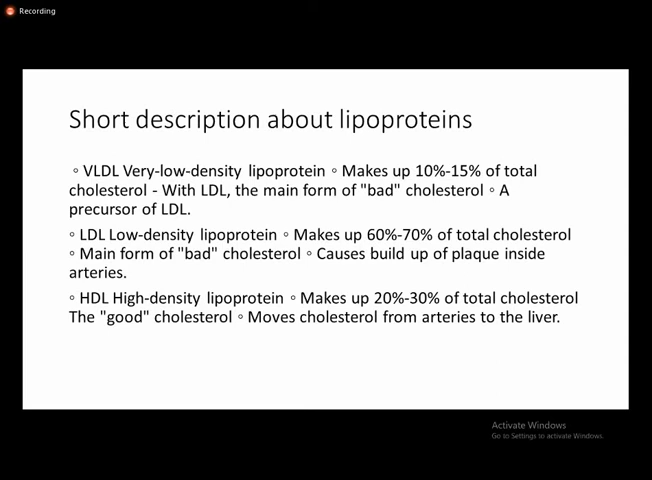 Recording
Short description about lipoproteins
◦ VLDL Very-low-density lipoprotein ◦ Makes up 10%-15% of total
cholesterol - With LDL, the main form of "bad" cholesterol ◦ A
precursor of LDL.
◦ LDL Low-density lipoprotein ◦ Makes up 60%-70% of total cholesterol
◦ Main form of "bad" cholesterol ◦ Causes build up of plaque inside
arteries.
◦ HDL High-density lipoprotein ◦ Makes up 20%-30% of total cholesterol
The "good" cholesterol ◦ Moves cholesterol from arteries to the liver.
Activate Windows
Go to Settings to activate Windows.